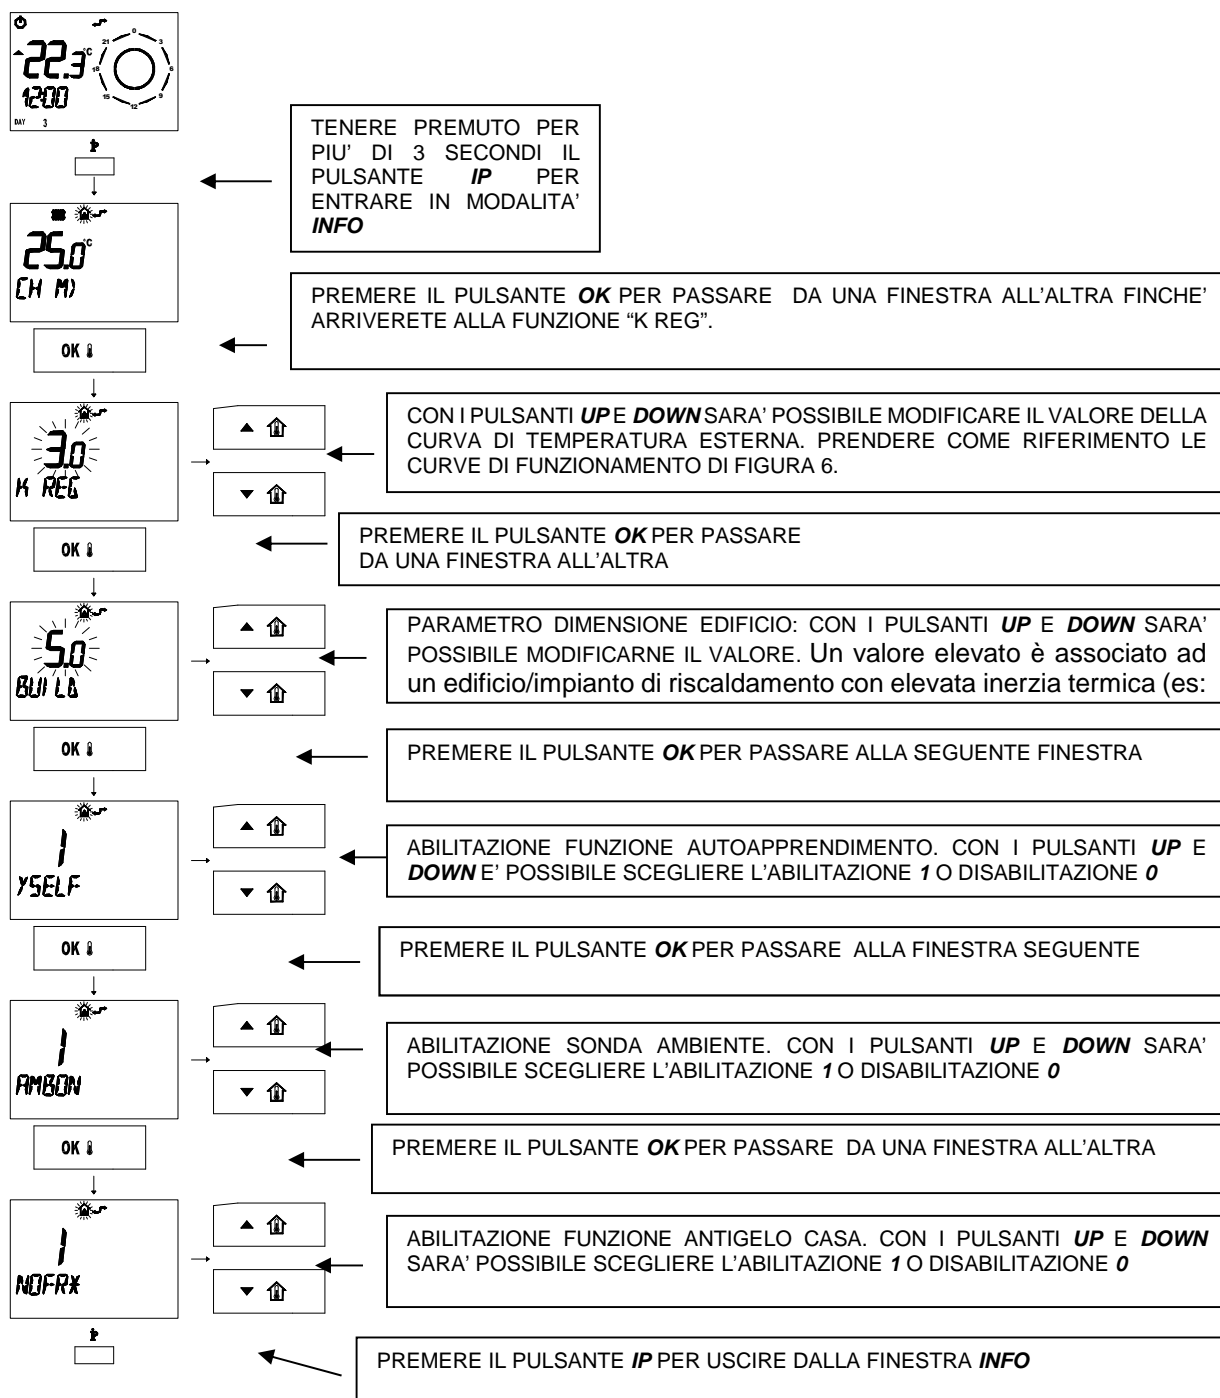 0
21 3
22.3 °C
18 6
12:00
15 9
12
DAY 3
TENERE PREMUTO PER
PIU' DI 3 SECONDI IL
PULSANTE IP PER
ENTRARE IN MODALITA'
INFO
25.0 °C
CH M)
PREMERE IL PULSANTE OK PER PASSARE DA UNA FINESTRA ALL'ALTRA FINCHE'
ARRIVERETE ALLA FUNZIONE “K REG”.
OK
3.0
K REG
CON I PULSANTI UP E DOWN SARA' POSSIBILE MODIFICARE IL VALORE DELLA
CURVA DI TEMPERATURA ESTERNA. PRENDERE COME RIFERIMENTO LE
CURVE DI FUNZIONAMENTO DI FIGURA 6.
OK
PREMERE IL PULSANTE OK PER PASSARE
DA UNA FINESTRA ALL'ALTRA
5.0
BUILD
PARAMETRO DIMENSIONE EDIFICIO: CON I PULSANTI UP E DOWN SARA'
POSSIBILE MODIFICARNE IL VALORE. Un valore elevato è associato ad
un edificio/impianto di riscaldamento con elevata inerzia termica (es:
OK
PREMERE IL PULSANTE OK PER PASSARE ALLA SEGUENTE FINESTRA
1
YSELF
ABILITAZIONE FUNZIONE AUTOAPPRENDIMENTO. CON I PULSANTI UP E
DOWN E' POSSIBILE SCEGLIERE L'ABILITAZIONE 1 O DISABILITAZIONE 0
OK
PREMERE IL PULSANTE OK PER PASSARE ALLA FINESTRA SEGUENTE
1
AMBON
ABILITAZIONE SONDA AMBIENTE. CON I PULSANTI UP E DOWN SARA'
POSSIBILE SCEGLIERE L'ABILITAZIONE 1 O DISABILITAZIONE 0
OK
PREMERE IL PULSANTE OK PER PASSARE DA UNA FINESTRA ALL'ALTRA
1
NOFRX
ABILITAZIONE FUNZIONE ANTIGELO CASA. CON I PULSANTI UP E DOWN
SARA' POSSIBILE SCEGLIERE L'ABILITAZIONE 1 O DISABILITAZIONE 0
PREMERE IL PULSANTE IP PER USCIRE DALLA FINESTRA INFO